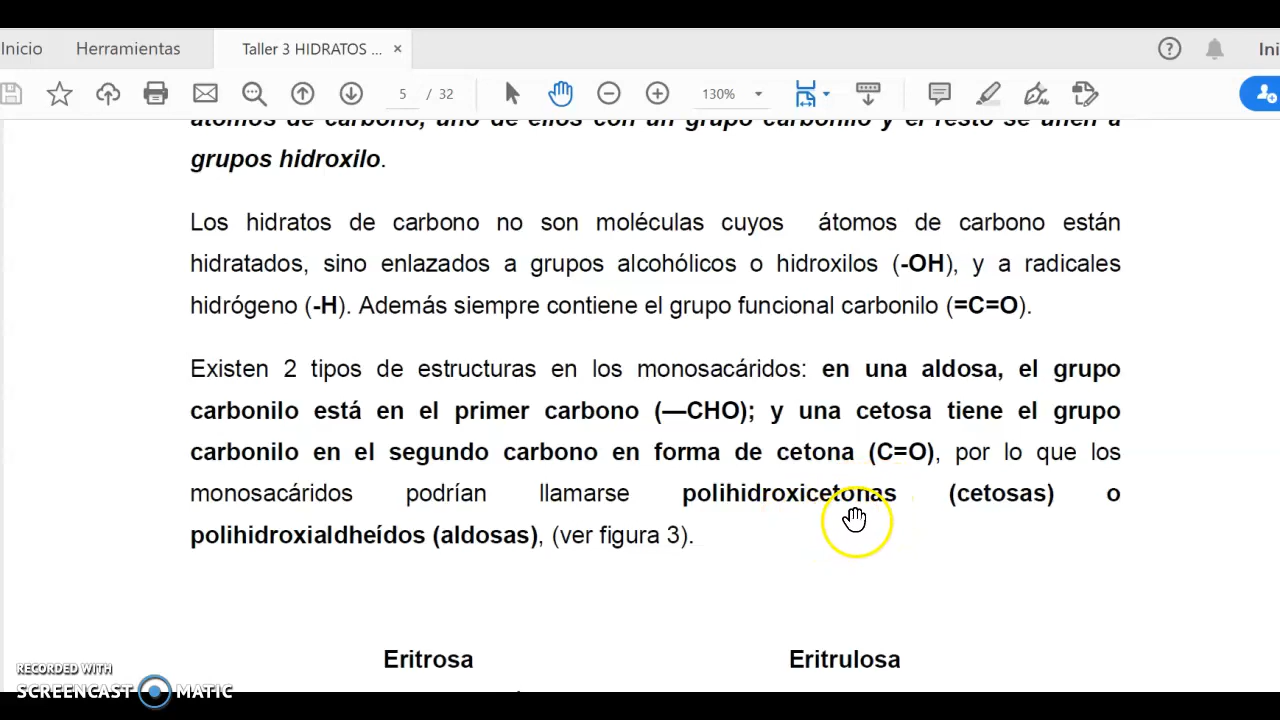 Inicio Herramientas Taller 3 HIDRATOS ... × Ini
5 / 32 130%
átomos de carbono, uno de ellos con un grupo carbonilo y el resto se unen a
grupos hidroxilo.
Los hidratos de carbono no son moléculas cuyos átomos de carbono están
hidratados, sino enlazados a grupos alcohólicos o hidroxilos (-OH), y a radicales
hidrógeno (-H). Además siempre contiene el grupo funcional carbonilo (=C=O).
Existen 2 tipos de estructuras en los monosacáridos: en una aldosa, el grupo
carbonilo está en el primer carbono (—CHO); y una cetosa tiene el grupo
carbonilo en el segundo carbono en forma de cetona (C=O), por lo que los
monosacáridos podrían llamarse polihidroxicetonas (cetosas) o
polihidroxialdheídos (aldosas), (ver figura 3).
Eritrosa Eritrulosa
RECORDED WITH
SCREENCAST MATIC